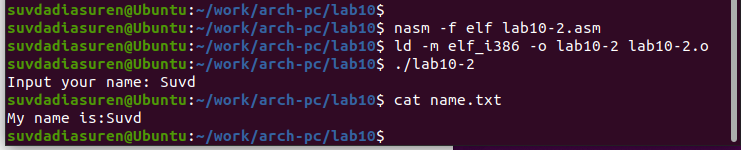 suvdadiasuren@Ubuntu:~/work/arch-pc/lab10$
suvdadiasuren@Ubuntu:~/work/arch-pc/lab10$ nasm -f elf lab10-2.asm
suvdadiasuren@Ubuntu:~/work/arch-pc/lab10$ ld -m elf_i386 -o lab10-2 lab10-2.o
suvdadiasuren@Ubuntu:~/work/arch-pc/lab10$ ./lab10-2
Input your name: Suvd
suvdadiasuren@Ubuntu:~/work/arch-pc/lab10$ cat name.txt
My name is:Suvd
suvdadiasuren@Ubuntu:~/work/arch-pc/lab10$